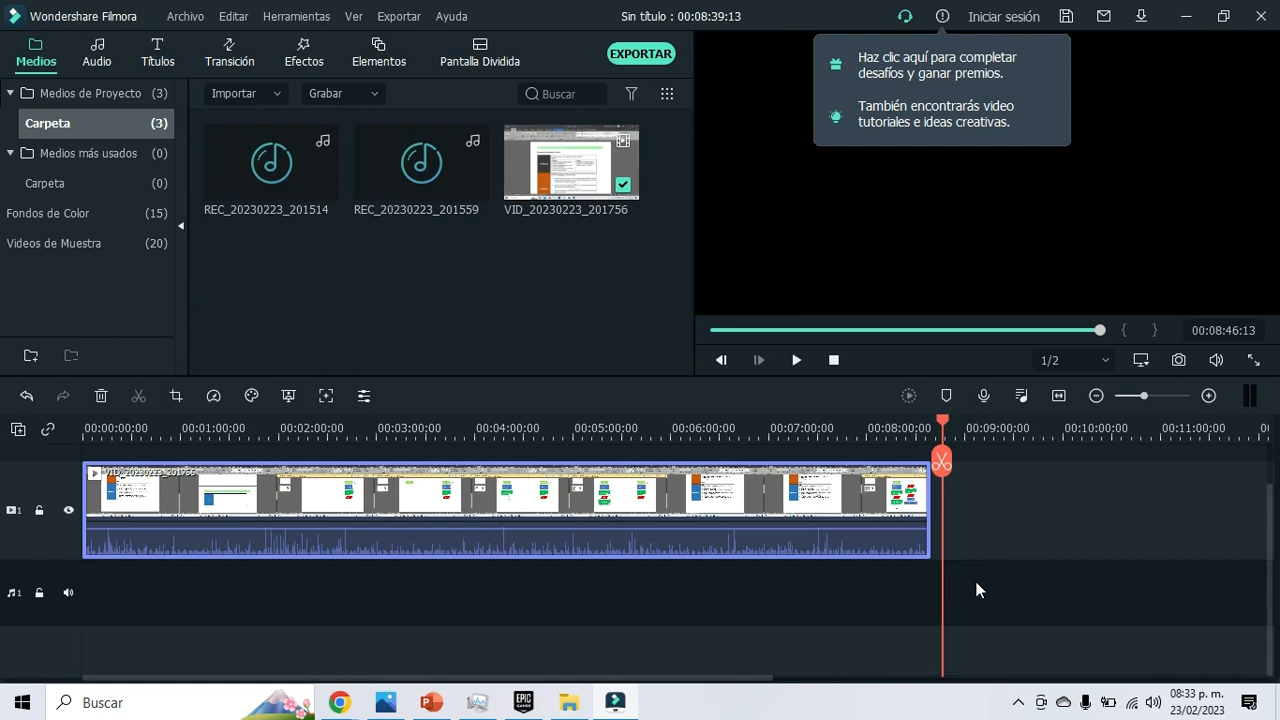 Wondershare Filmora Archivo Editar Herramientas Ver Exportar Ayuda Sin título : 00:08:39:13 Iniciar sesión
Medios Audio Títulos Transición Efectos Elementos Pantalla Dividida EXPORTAR
Haz clic aquí para completar
desafíos y ganar premios.
También encontrarás video
tutoriales e ideas creativas.
Medios de Proyecto (3)
Carpeta (3)
Medios más usados (0)
Carpeta (0)
Fondos de Color (15)
Videos de Muestra (20)
Importar Grabar Buscar
REC_20230223_201514 REC_20230223_201559 VID_20230223_201756
00:08:46:13
1/2
00:00:00:00 00:01:00:00 00:02:00:00 00:03:00:00 00:04:00:00 00:05:00:00 00:06:00:00 00:07:00:00 00:08:00:00 00:09:00:00 00:10:00:00 00:11:00:00
VID_20230223_201756
1
1
Buscar
EPIC GAMES
08:33 p. m.
23/02/2023